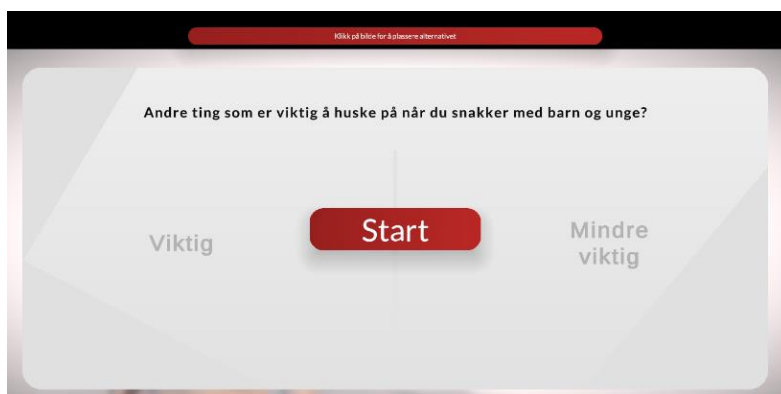 Klikk på bilde for å plassere alternativet
Andre ting som er viktig å huske på når du snakker med barn og unge?
Viktig
Start
Mindre
viktig